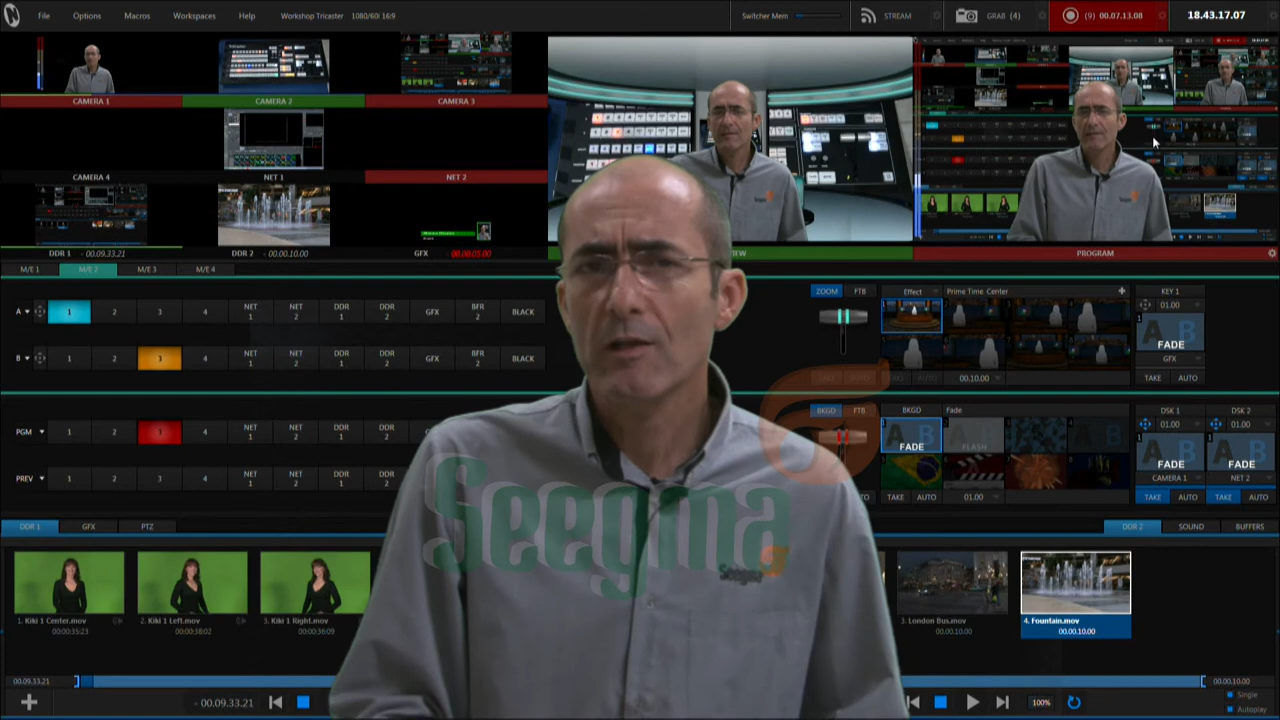 File Options Macros Workspaces Help Workshop Tricaster 1080/60i 16:9 Switcher Mem STREAM GRAB (4) (9) 00.07.13.08 18.43.17.07
CAMERA 1 CAMERA 2 CAMERA 3
CAMERA 4 NET 1 NET 2
DDR 1 - 00.09.33.21 DDR 2 - 00.00.10.00 GFX 00.00.05.00 PROGRAM
M/E 1 M/E 2 M/E 3 M/E 4
ZOOM FTB Effect Prime Time Center KEY 1
A 1 2 3 4 NET 1 NET 2 DDR 1 DDR 2 GFX BFR 2 BLACK
01.00
FADE
B 1 2 3 4 NET 1 NET 2 DDR 1 DDR 2 GFX BFR 2 BLACK
GFX
TAKE AUTO TAKE AUTO 00.10.00 TAKE AUTO
BKGD FTB BKGD Fade DSK 1 DSK 2
01.00 01.00
PGM 1 2 3 4 NET 1 NET 2 DDR 1 DDR 2
FADE FLASH FADE FADE
PREV 1 2 3 4 NET 1 NET 2 DDR 1 DDR 2
CAMERA 1 NET 2
TAKE AUTO 01.00 TAKE AUTO TAKE AUTO
Seegma
DDR 1 GFX PTZ DDR 2 SOUND BUFFERS
Seegma
1. Kiki 1 Center.mov 2. Kiki 1 Left.mov 3. Kiki 1 Right.mov 3. London Bus.mov 4. Fountain.mov
00:00:35;23 00:00:38;02 00:00:36;09 00.00.10.00 00.00.10.00
00.09.33.21 00.00.10.00
- 00.09.33.21 100% Single
Autoplay